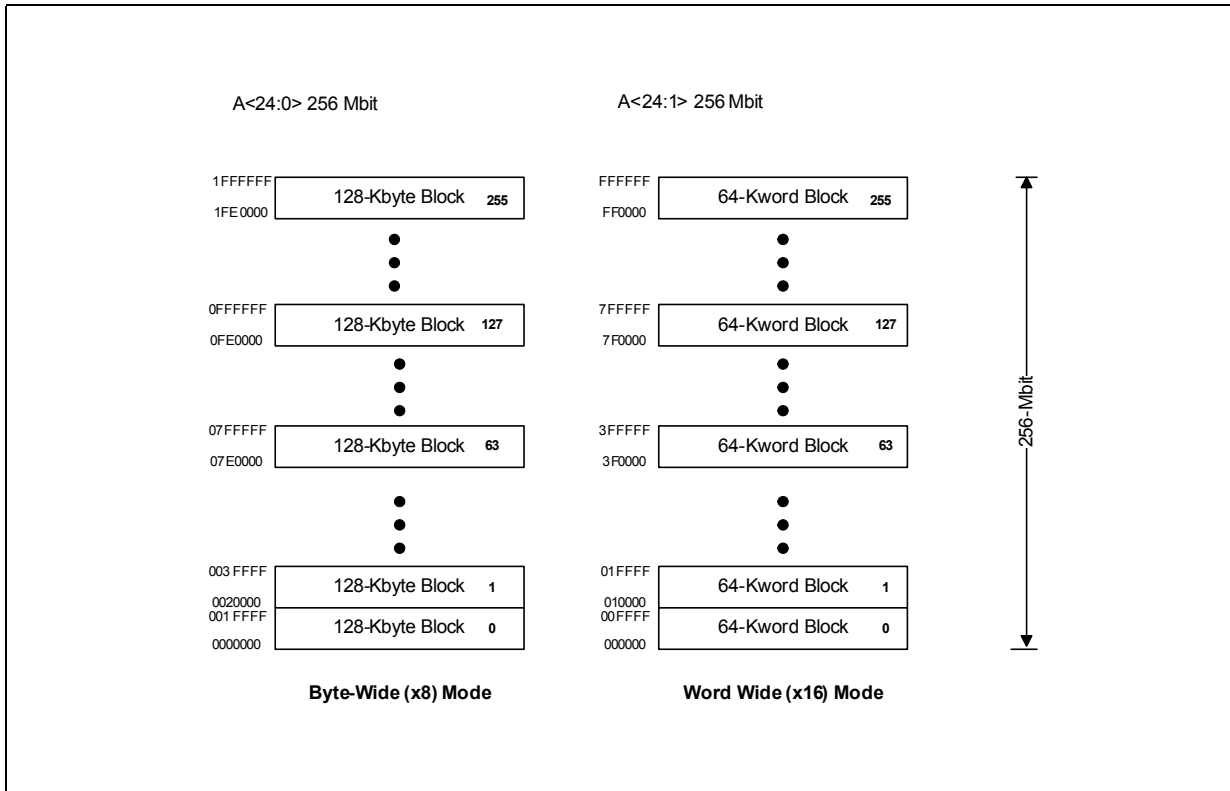 A<24:0> 256 Mbit
A<24:1> 256 Mbit
1FFFFFF
128-Kbyte Block 255
1FE0000
FFFFFF
64-Kword Block 255
FF0000
0FFFFFF
128-Kbyte Block 127
0FE0000
7FFFFF
64-Kword Block 127
7F0000
07FFFFF
128-Kbyte Block 63
07E0000
3FFFFF
64-Kword Block 63
3F0000
003FFFF
128-Kbyte Block 1
0020000
001FFFF
128-Kbyte Block 0
0000000
01FFFF
64-Kword Block 1
010000
00FFFF
64-Kword Block 0
000000
256-Mbit
Byte-Wide (x8) Mode
Word Wide (x16) Mode